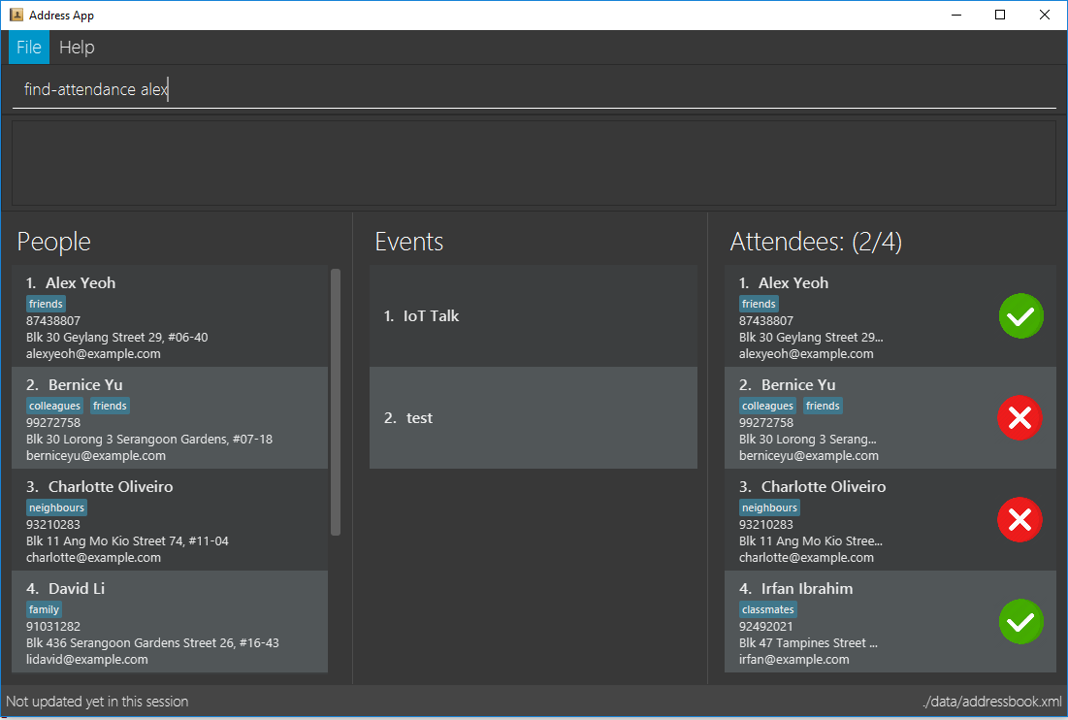 Address App
File Help
find-attendance alex
People
1. Alex Yeoh
friends
87438807
Blk 30 Geylang Street 29, #06-40
alexyeoh@example.com
2. Bernice Yu
colleagues friends
99272758
Blk 30 Lorong 3 Serangoon Gardens, #07-18
berniceyu@example.com
3. Charlotte Oliveiro
neighbours
93210283
Blk 11 Ang Mo Kio Street 74, #11-04
charlotte@example.com
4. David Li
family
91031282
Blk 436 Serangoon Gardens Street 26, #16-43
lidavid@example.com
Events
1. IoT Talk
2. test
Attendees: (2/4)
1. Alex Yeoh
friends
87438807
Blk 30 Geylang Street 29...
alexyeoh@example.com
2. Bernice Yu
colleagues friends
99272758
Blk 30 Lorong 3 Serang...
berniceyu@example.com
3. Charlotte Oliveiro
neighbours
93210283
Blk 11 Ang Mo Kio Stree...
charlotte@example.com
4. Irfan Ibrahim
classmates
92492021
Blk 47 Tampines Street ...
irfan@example.com
Not updated yet in this session
./data/addressbook.xml